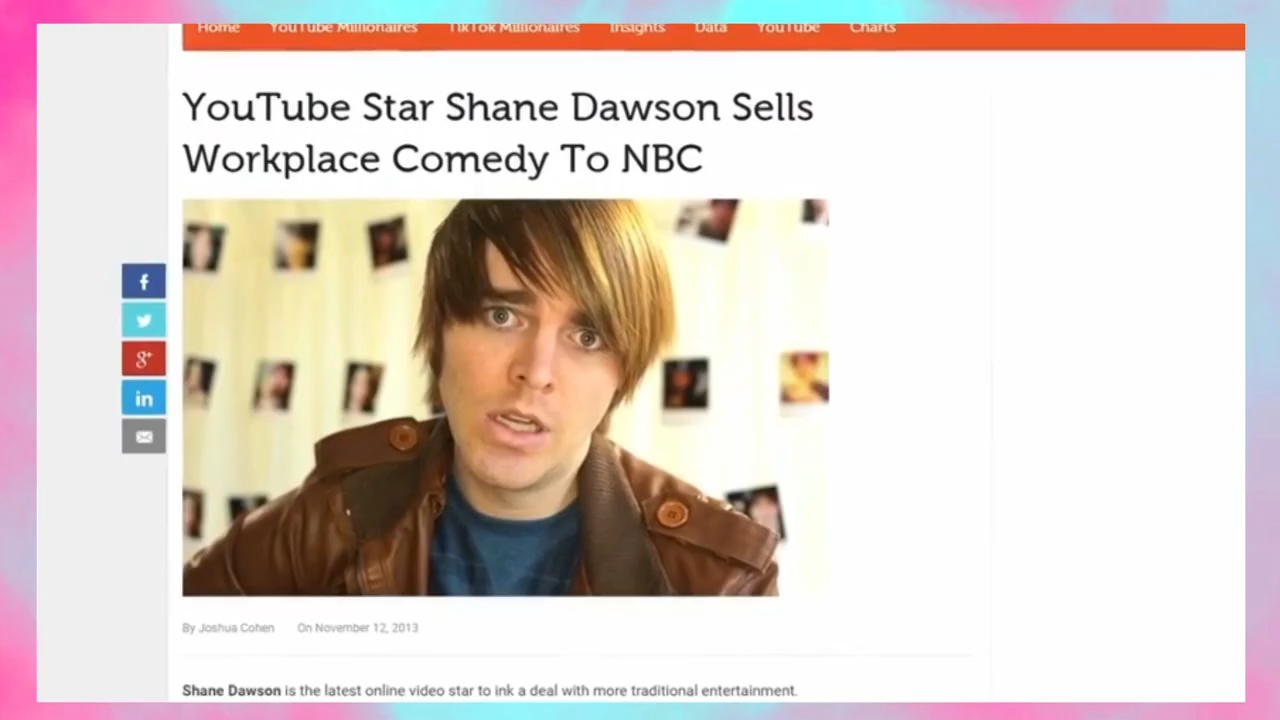 Home YouTube Millionaires TikTok Millionaires Insights Data YouTube Charts
YouTube Star Shane Dawson Sells
Workplace Comedy To NBC
f
g+
in
By Joshua Cohen On November 12, 2013
Shane Dawson is the latest online video star to ink a deal with more traditional entertainment.